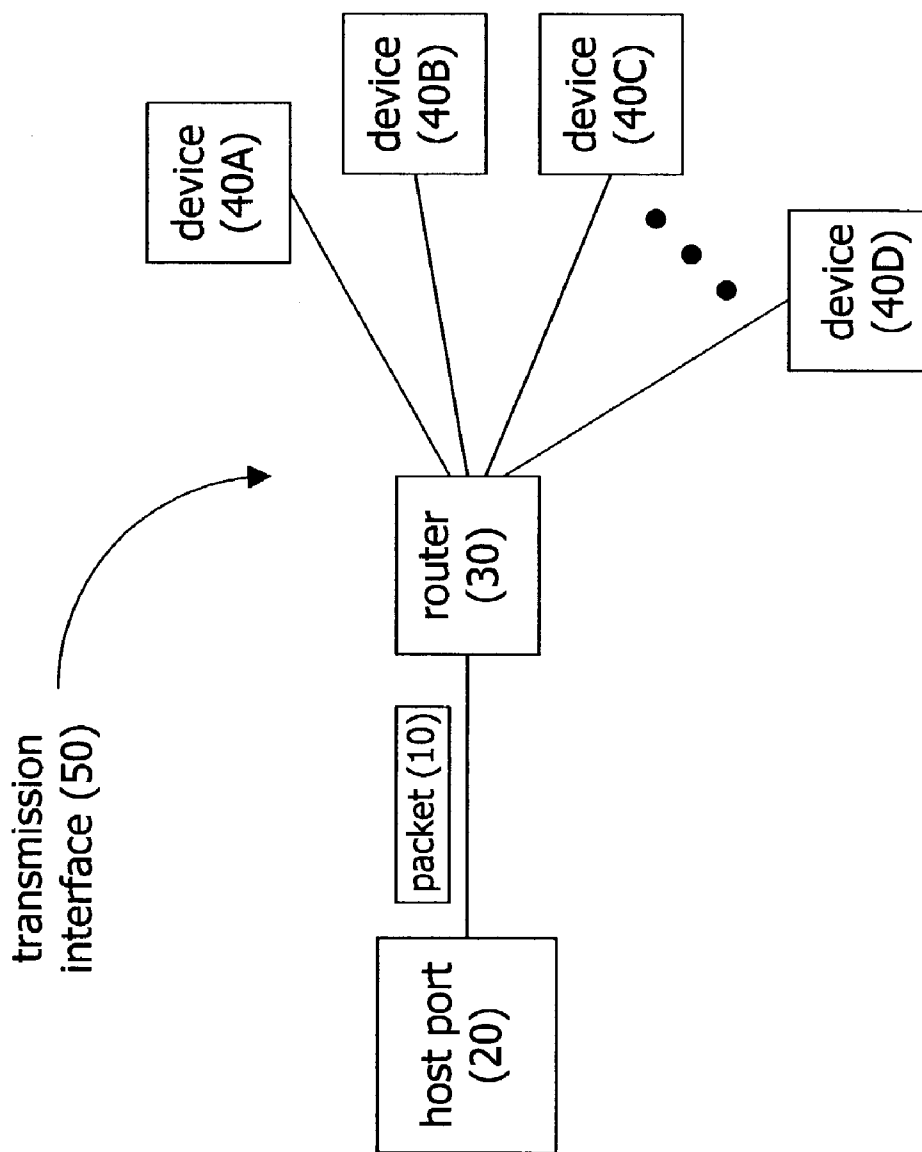 transmission
interface (50)
host port
(20)
packet (10)
router
(30)
device
(40A)
device
(40B)
device
(40C)
device
(40D)